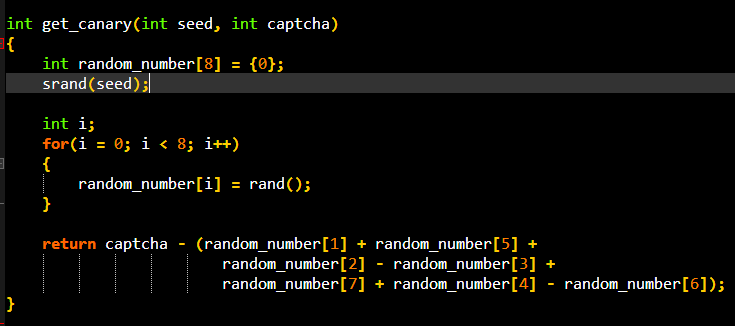 int get_canary(int seed, int captcha)
{
    int random_number[8] = {0};
    srand(seed);

    int i;
    for(i = 0; i < 8; i++)
    {
        random_number[i] = rand();
    }

    return captcha - (random_number[1] + random_number[5] +
                        random_number[2] - random_number[3] +
                        random_number[7] + random_number[4] - random_number[6]);
}